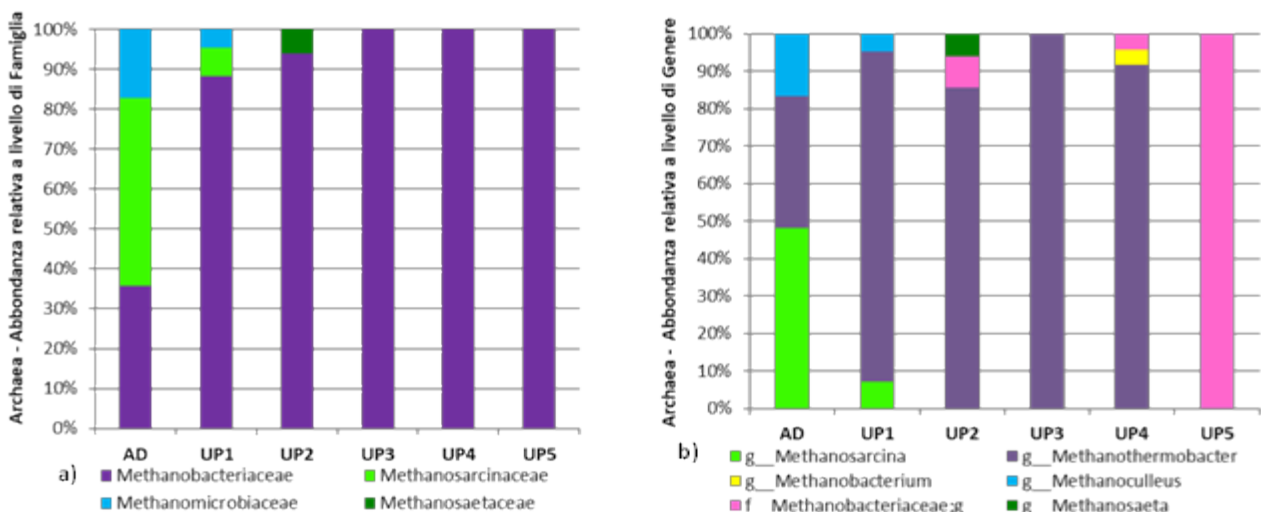 Archaea - Abbondanza relativa a livello di Famiglia
100%
90%
80%
70%
60%
50%
40%
30%
20%
10%
0%
AD UP1 UP2 UP3 UP4 UP5
a)
Methanobacteriaceae Methanosarcinaceae
Methanomicrobiaceae Methanosaetaceae
Archaea - Abbondanza relativa a livello di Genere
100%
90%
80%
70%
60%
50%
40%
30%
20%
10%
0%
AD UP1 UP2 UP3 UP4 UP5
b)
g__Methanosarcina g__Methanothermobacter
g__Methanobacterium g__Methanoculleus
f__Methanobacteriaceae;g g__Methanosaeta